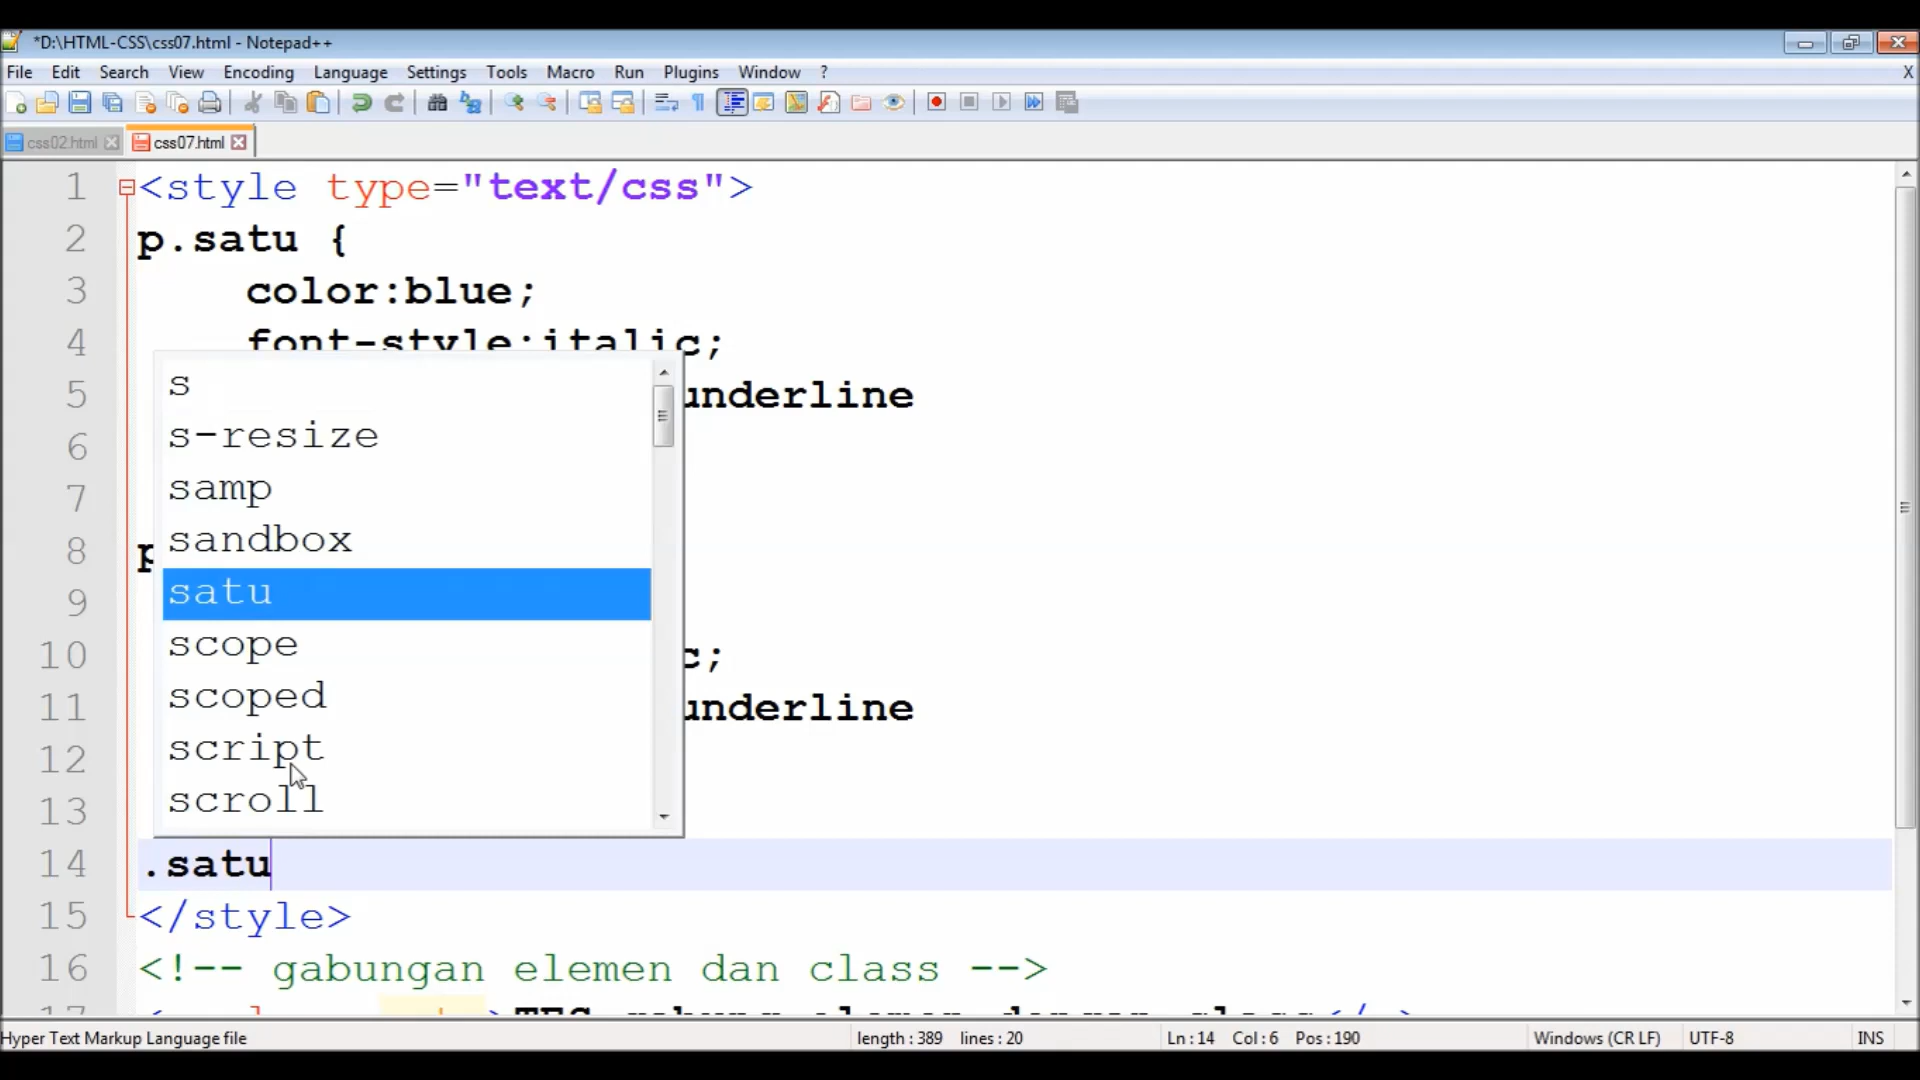 *D:\HTML-CSS\css07.html - Notepad++
File Edit Search View Encoding Language Settings Tools Macro Run Plugins Window ? X
css02.html css07.html
1 <style type="text/css">
2 p.satu {
3 color:blue;
4 font-style:italic;
5 underline
6
7
8 p
9
10 c;
11 underline
12
13
s
s-resize
samp
sandbox
satu
scope
scoped
script
scroll
14 .satu
15 </style>
16 <!-- gabungan elemen dan class -->
17
Hyper Text Markup Language file length : 389 lines : 20 Ln : 14 Col : 6 Pos : 190 Windows (CR LF) UTF-8 INS